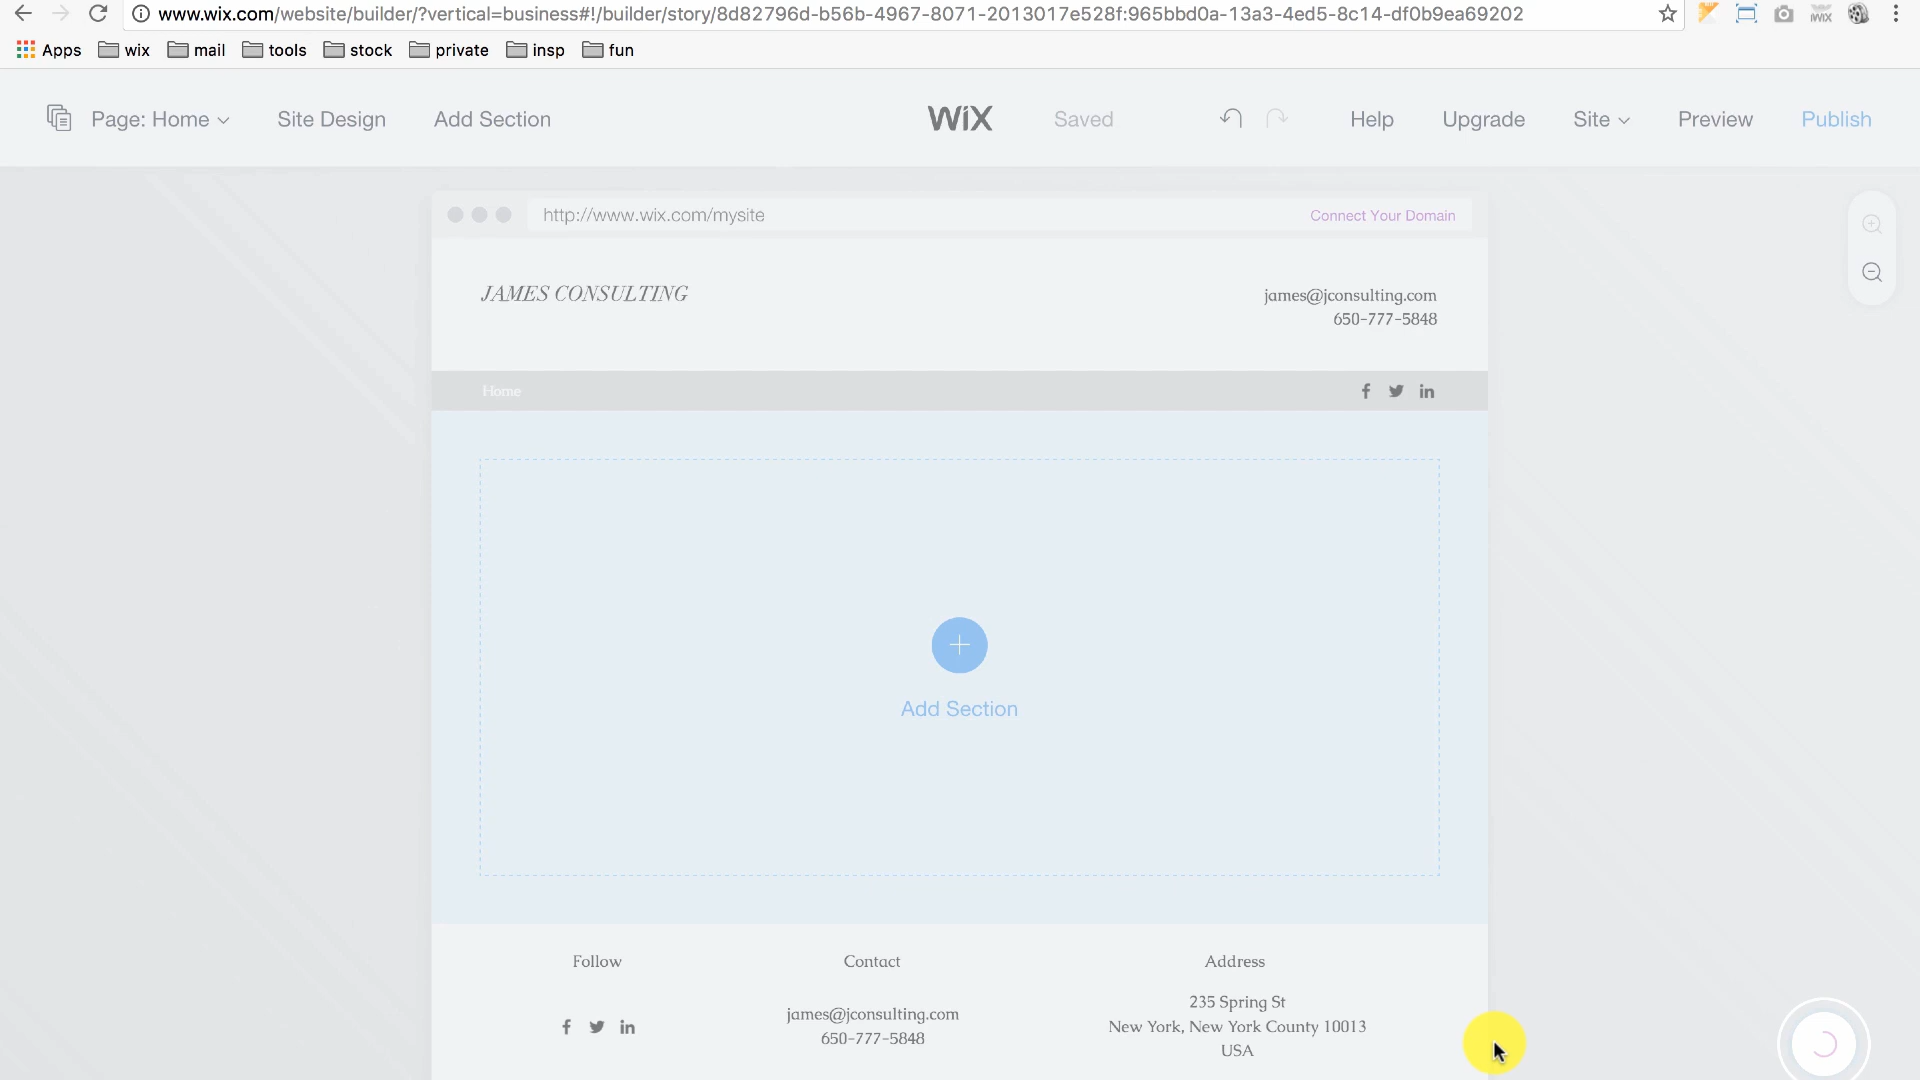 www.wix.com/website/builder/?vertical=business#!/builder/story/8d82796d-b56b-4967-8071-2013017e528f:965bbd0a-13a3-4ed5-8c14-df0b9ea69202
WIX
Apps wix mail tools stock private insp fun
Page: Home Site Design Add Section WiX Saved Help Upgrade Site Preview Publish
http://www.wix.com/mysite Connect Your Domain
JAMES CONSULTING
james@jconsulting.com
650-777-5848
Home
Add Section
Follow Contact Address
james@jconsulting.com
650-777-5848
235 Spring St
New York, New York County 10013
USA